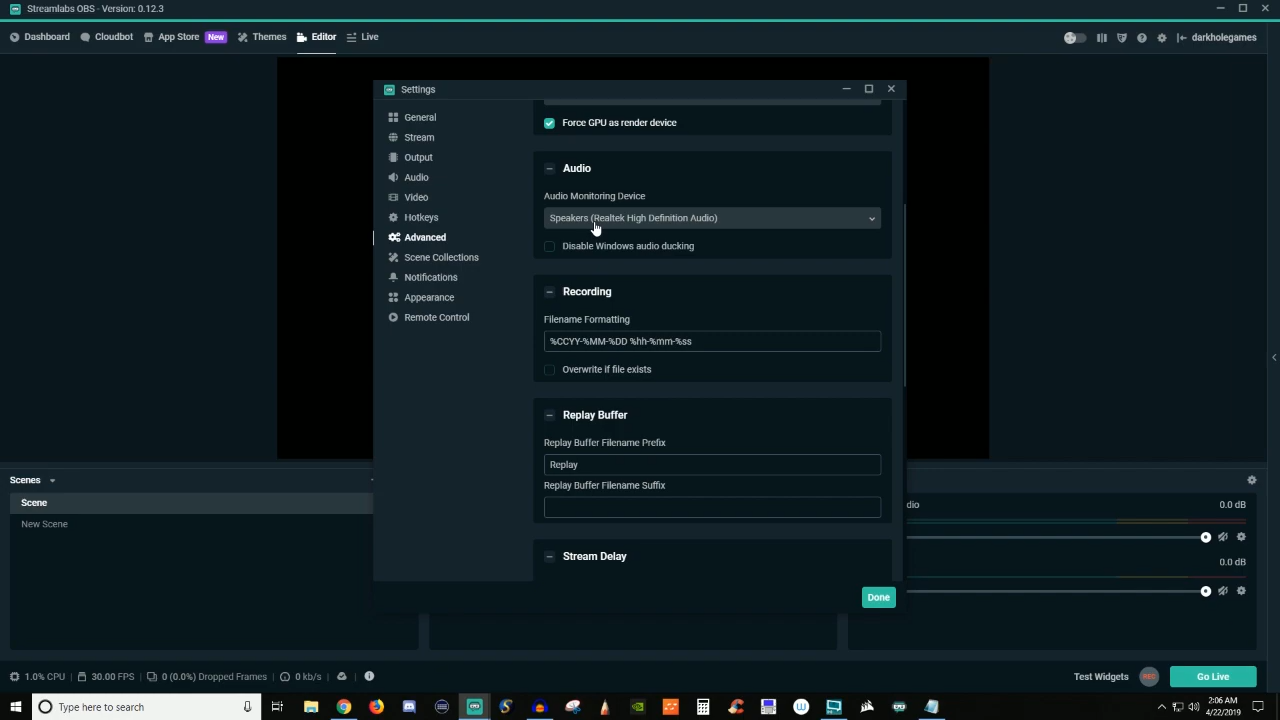 Streamlabs OBS - Version: 0.12.3
Dashboard
Cloudbot
App Store
New
Themes
Editor
Live
darkholegames
Settings
General
Stream
Output
Audio
Video
Hotkeys
Advanced
Scene Collections
Notifications
Appearance
Remote Control
Force GPU as render device
Audio
Audio Monitoring Device
Speakers (Realtek High Definition Audio)
Disable Windows audio ducking
Recording
Filename Formatting
%CCYY-%MM-%DD %hh-%mm-%ss
Overwrite if file exists
Replay Buffer
Replay Buffer Filename Prefix
Replay
Replay Buffer Filename Suffix
Stream Delay
Done
Scenes
Scene
New Scene
dio
0.0 dB
0.0 dB
1.0% CPU
30.00 FPS
0 (0.0%) Dropped Frames
0 kb/s
Test Widgets
REC
Go Live
Type here to search
2:06 AM
4/22/2019